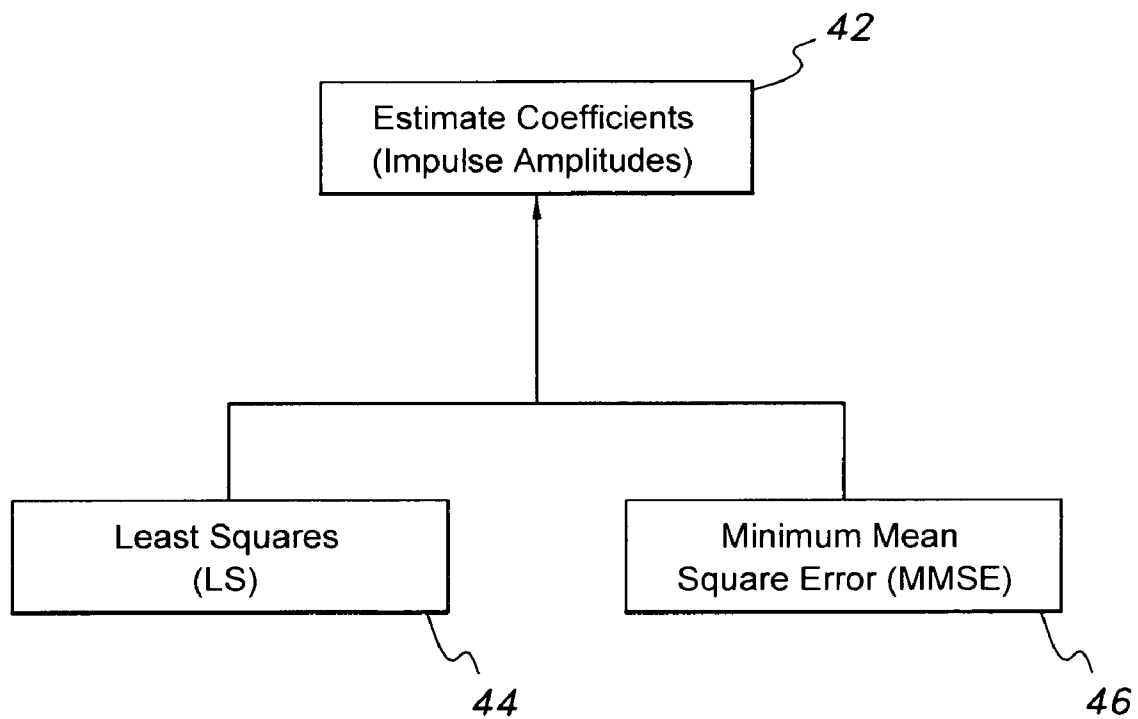 42
Estimate Coefficients
(Impulse Amplitudes)
Least Squares
(LS)
Minimum Mean
Square Error (MMSE)
44
46